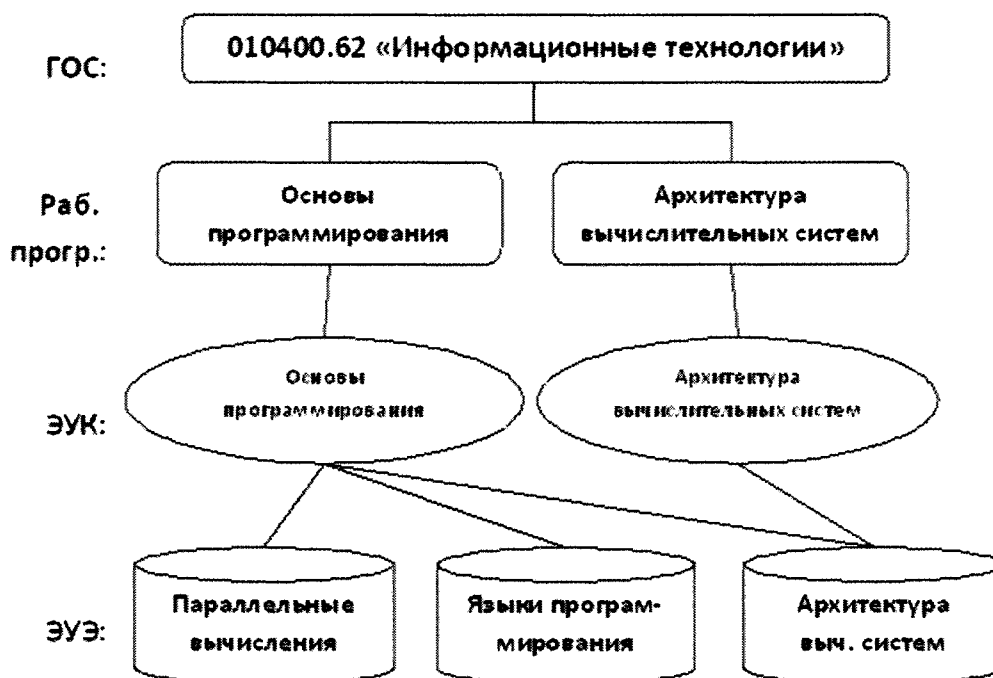 ГОС:
010400.62 «Информационные технологии»
Раб.
прогр.:
Основы
программирования
Архитектура
вычислительных систем
ЭУК:
Основы
программирования
Архитектура
вычислительных систем
ЭУЭ:
Параллельные
вычисления
Языки програм-
мирования
Архитектура
выч. систем